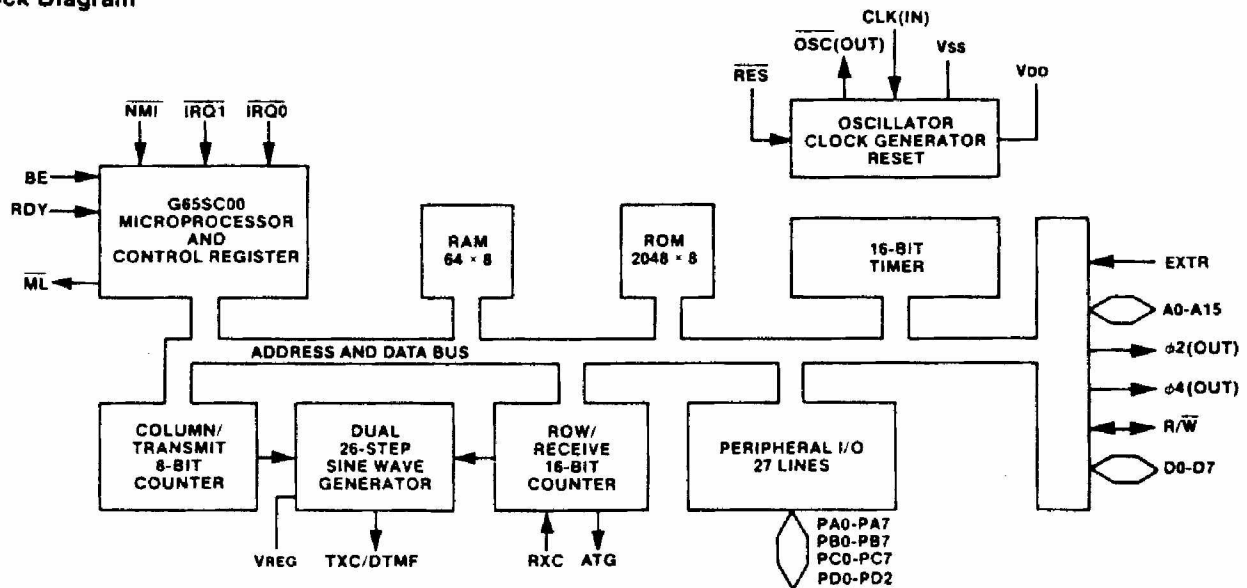 ock Diagram
CLK(IN)
OSC(OUT)
VSS
RES
VDD
OSCILLATOR
CLOCK GENERATOR
RESET
NMI
IRQ1
IRQ0
BE
RDY
ML
G65SC00
MICROPROCESSOR
AND
CONTROL REGISTER
RAM
64 × 8
ROM
2048 × 8
16-BIT
TIMER
EXTR
A0-A15
ϕ2(OUT)
ϕ4(OUT)
R/W
D0-D7
ADDRESS AND DATA BUS
COLUMN/
TRANSMIT
8-BIT
COUNTER
DUAL
26-STEP
SINE WAVE
GENERATOR
ROW/
RECEIVE
16-BIT
COUNTER
PERIPHERAL I/O
27 LINES
VREG
TXC/DTMF
RXC
ATG
PA0-PA7
PB0-PB7
PC0-PC7
PD0-PD2